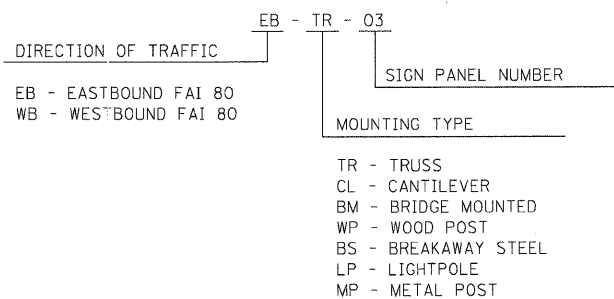 EB - TR - 03
DIRECTION OF TRAFFIC
SIGN PANEL NUMBER
EB - EASTBOUND FAI 80
WB - WESTBOUND FAI 80
MOUNTING TYPE
TR - TRUSS
CL - CANTILEVER
BM - BRIDGE MOUNTED
WP - WOOD POST
BS - BREAKAWAY STEEL
LP - LIGHTPOLE
MP - METAL POST